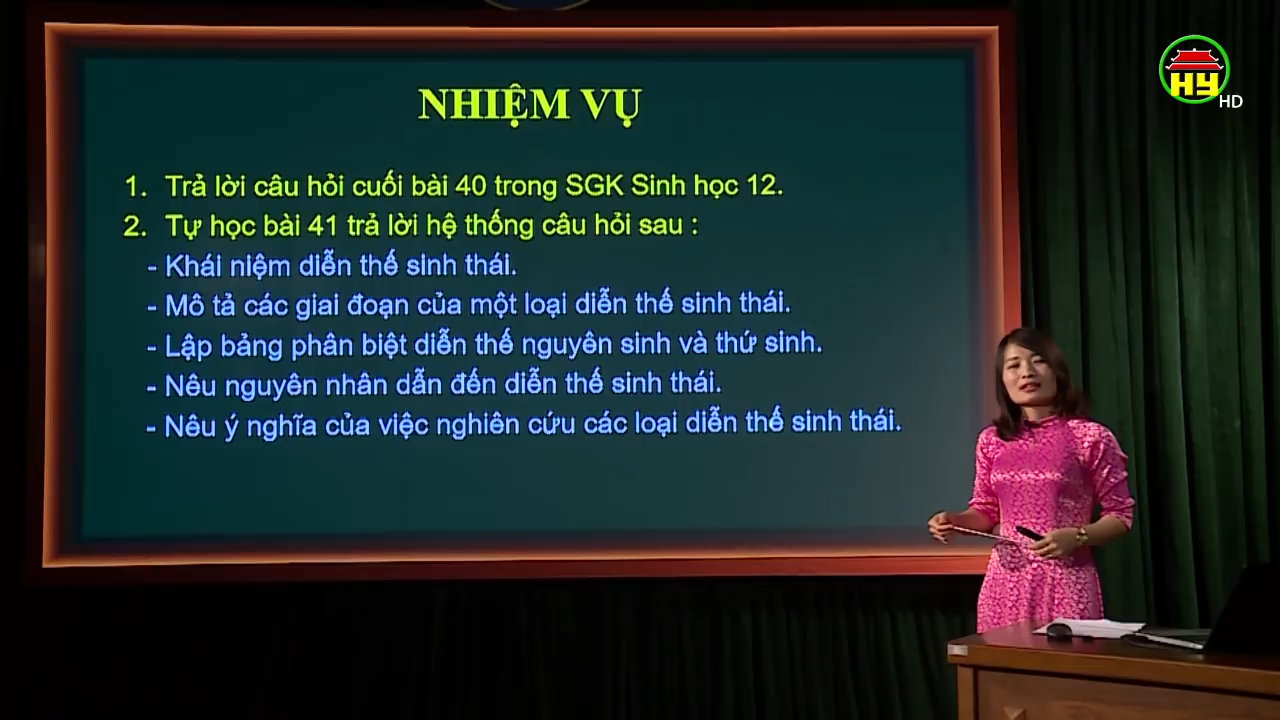 NHIỆM VỤ
1. Trả lời câu hỏi cuối bài 40 trong SGK Sinh học 12.
2. Tự học bài 41 trả lời hệ thống câu hỏi sau :
- Khái niệm diễn thế sinh thái.
- Mô tả các giai đoạn của một loại diễn thế sinh thái.
- Lập bảng phân biệt diễn thế nguyên sinh và thứ sinh.
- Nêu nguyên nhân dẫn đến diễn thế sinh thái.
- Nêu ý nghĩa của việc nghiên cứu các loại diễn thế sinh thái.
HY
HD